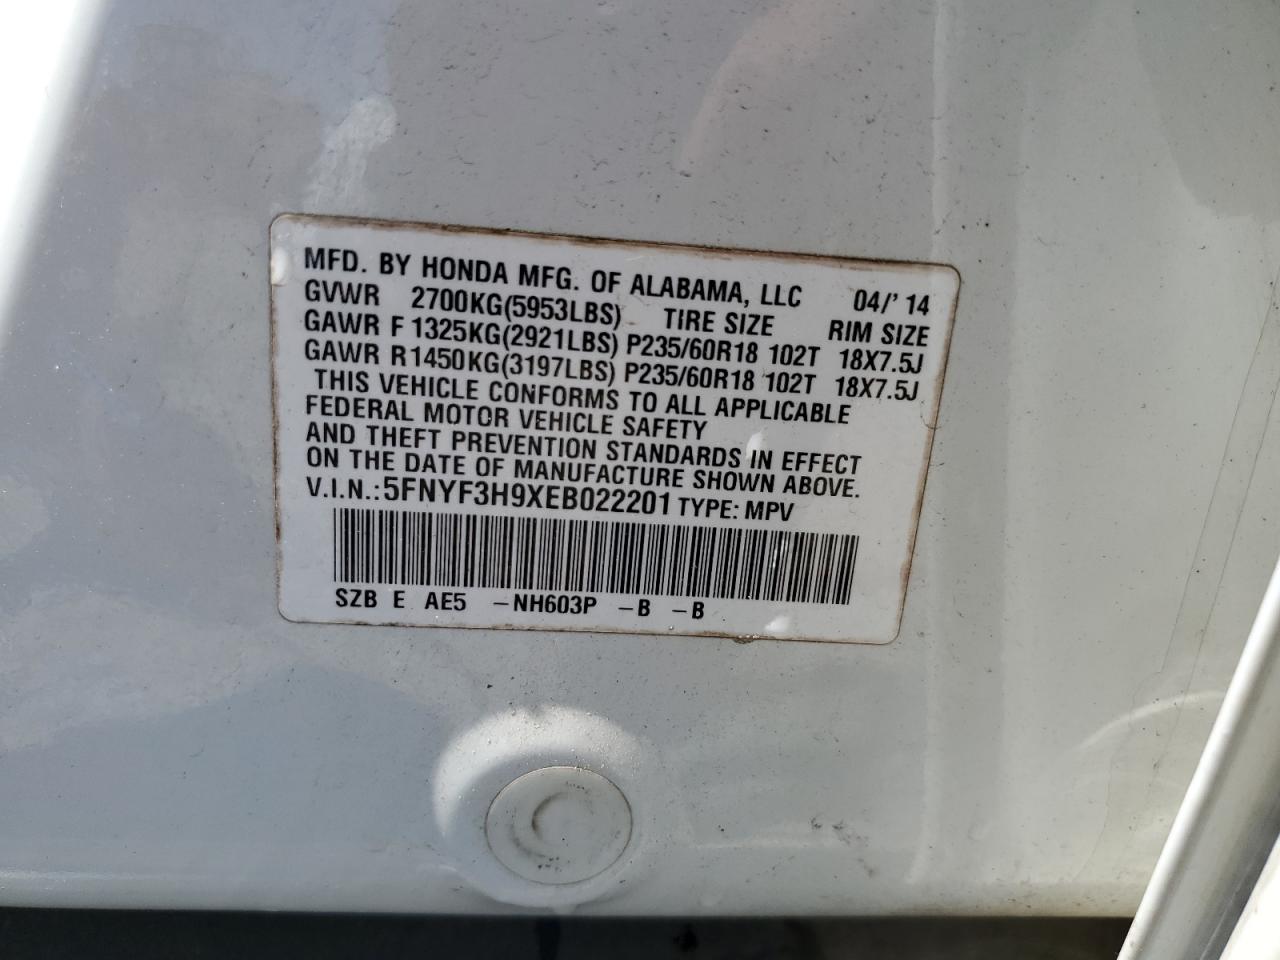 MFD. BY HONDA MFG. OF ALABAMA, LLC 04/'14
GVWR 2700KG(5953LBS) TIRE SIZE RIM SIZE
GAWR F 1325KG(2921LBS) P235/60R18 102T 18X7.5J
GAWR R1450KG(3197LBS) P235/60R18 102T 18X7.5J
THIS VEHICLE CONFORMS TO ALL APPLICABLE
FEDERAL MOTOR VEHICLE SAFETY
AND THEFT PREVENTION STANDARDS IN EFFECT
ON THE DATE OF MANUFACTURE SHOWN ABOVE.
V.I.N.:5FNYF3H9XEB022201 TYPE: MPV
SZB E AE5 –NH603P –B –B